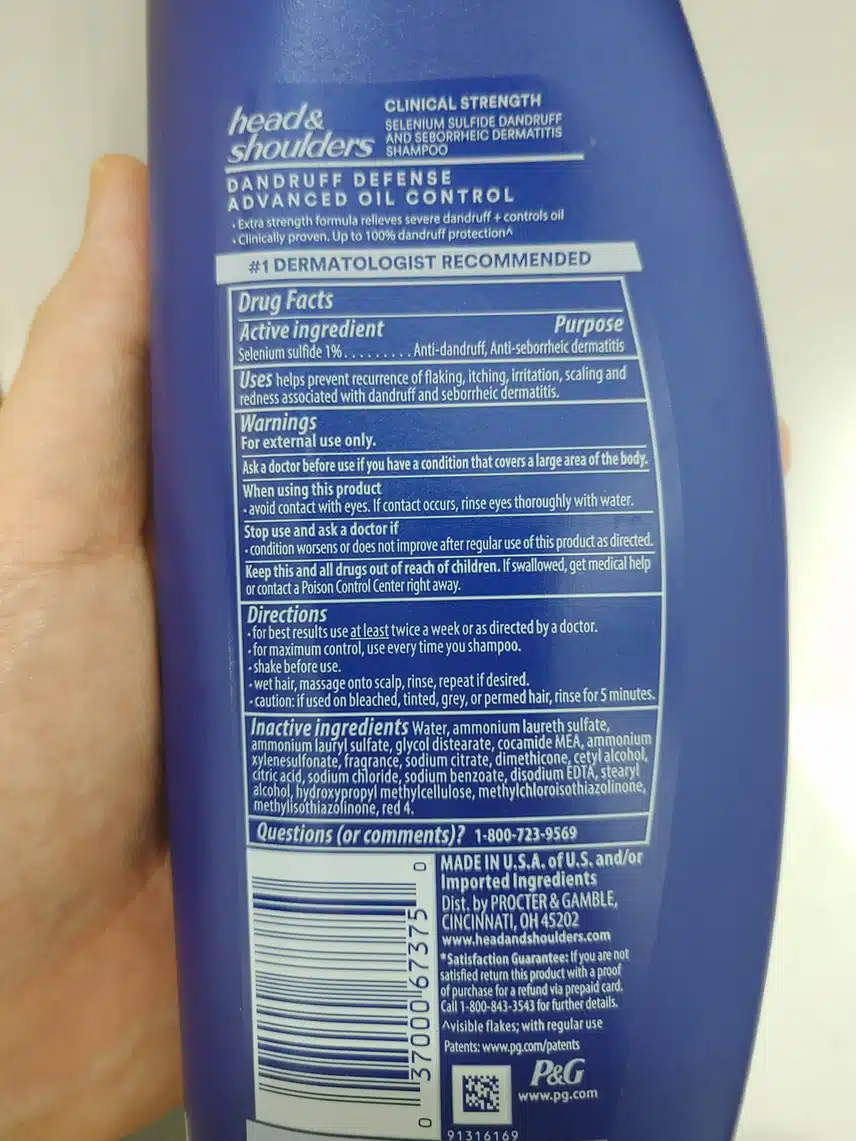 head&
shoulders
CLINICAL STRENGTH
SELENIUM SULFIDE DANDRUFF
AND SEBORRHEIC DERMATITIS
SHAMPOO
DANDRUFF DEFENSE
ADVANCED OIL CONTROL
• Extra strength formula relieves severe dandruff + controls oil
• Clinically proven. Up to 100% dandruff protection^
#1 DERMATOLOGIST RECOMMENDED
Drug Facts
Active ingredient Purpose
Selenium sulfide 1%.........Anti-dandruff, Anti-seborrheic dermatitis
Uses helps prevent recurrence of flaking, itching, irritation, scaling and
redness associated with dandruff and seborrheic dermatitis.
Warnings
For external use only.
Ask a doctor before use if you have a condition that covers a large area of the body.
When using this product
• avoid contact with eyes. If contact occurs, rinse eyes thoroughly with water.
Stop use and ask a doctor if
• condition worsens or does not improve after regular use of this product as directed.
Keep this and all drugs out of reach of children. If swallowed, get medical help
or contact a Poison Control Center right away.
Directions
• for best results use at least twice a week or as directed by a doctor.
• for maximum control, use every time you shampoo.
• shake before use.
• wet hair, massage onto scalp, rinse, repeat if desired.
• caution: if used on bleached, tinted, grey, or permed hair, rinse for 5 minutes.
Inactive ingredients Water, ammonium laureth sulfate,
ammonium lauryl sulfate, glycol distearate, cocamide MEA, ammonium
xylenesulfonate, fragrance, sodium citrate, dimethicone, cetyl alcohol,
citric acid, sodium chloride, sodium benzoate, disodium EDTA, stearyl
alcohol, hydroxypropyl methylcellulose, methylchloroisothiazolinone,
methylisothiazolinone, red 4.
Questions (or comments)? 1-800-723-9569
0 37000 67375 0
MADE IN U.S.A. of U.S. and/or
Imported Ingredients
Dist. by PROCTER & GAMBLE,
CINCINNATI, OH 45202
www.headandshoulders.com
*Satisfaction Guarantee: If you are not
satisfied return this product with a proof
of purchase for a refund via prepaid card.
Call 1-800-843-3543 for further details.
^visible flakes; with regular use
Patents: www.pg.com/patents
P&G
www.pg.com
91316169